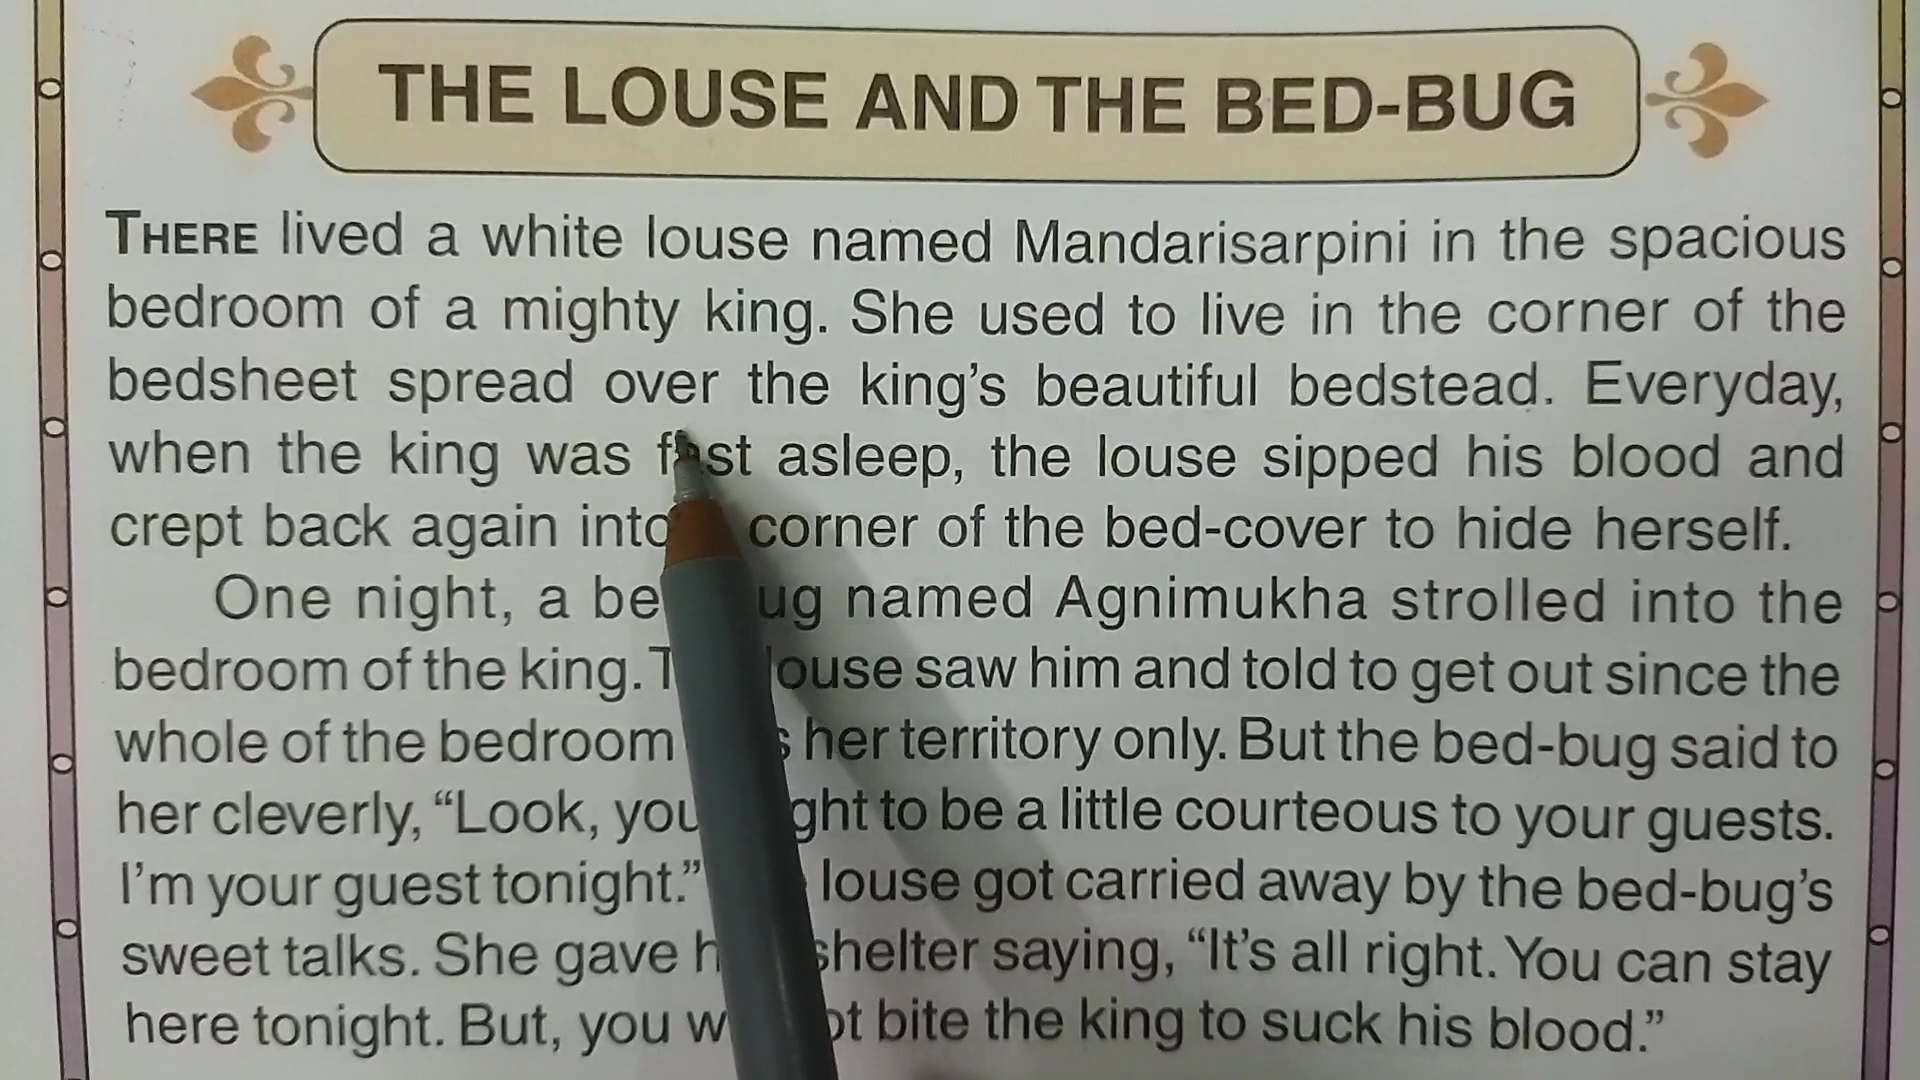 THE LOUSE AND THE BED-BUG
THERE lived a white louse named Mandarisarpini in the spacious
bedroom of a mighty king. She used to live in the corner of the
bedsheet spread over the king's beautiful bedstead. Everyday,
when the king was fast asleep, the louse sipped his blood and
crept back again into corner of the bed-cover to hide herself.
One night, a named Agnimukha strolled into the
bedroom of the king. louse saw him and told to get out since the
whole of the bedroom her territory only. But the bed-bug said to
her cleverly, “Look, you to be a little courteous to your guests.
I'm your guest tonight.” louse got carried away by the bed-bug's
sweet talks. She gave shelter saying, “It's all right. You can stay
here tonight. But, you bite the king to suck his blood.”